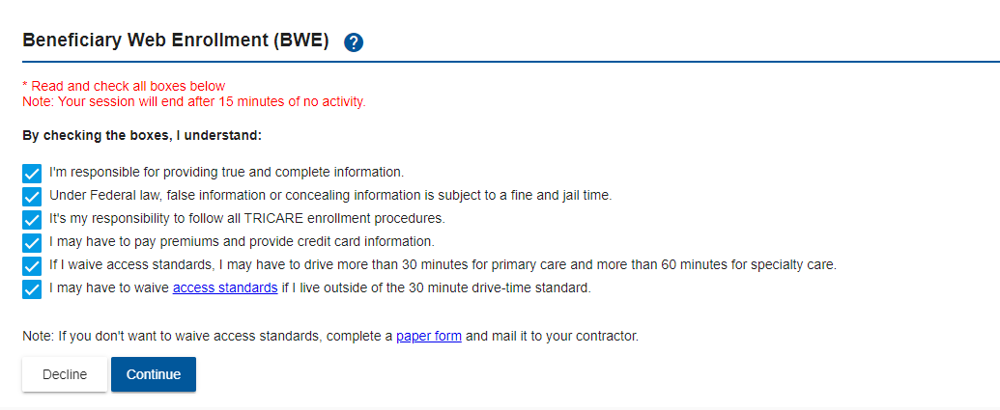 Beneficiary Web Enrollment (BWE) ?
* Read and check all boxes below
Note: Your session will end after 15 minutes of no activity.
By checking the boxes, I understand:
I'm responsible for providing true and complete information.
Under Federal law, false information or concealing information is subject to a fine and jail time.
It's my responsibility to follow all TRICARE enrollment procedures.
I may have to pay premiums and provide credit card information.
If I waive access standards, I may have to drive more than 30 minutes for primary care and more than 60 minutes for specialty care.
I may have to waive access standards if I live outside of the 30 minute drive-time standard.
Note: If you don't want to waive access standards, complete a paper form and mail it to your contractor.
Decline Continue